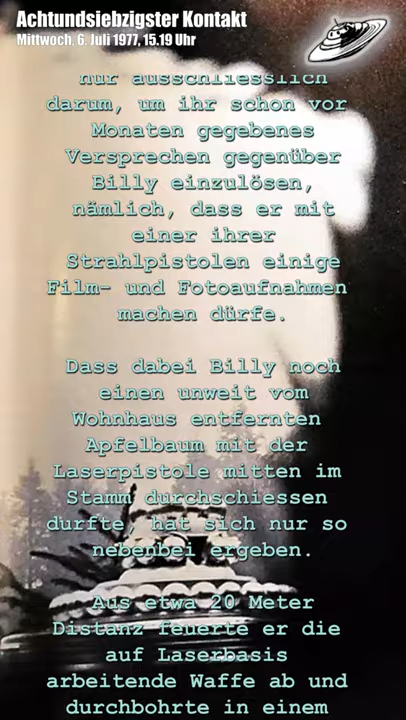 Achtundsiebzigster Kontakt
Mittwoch, 6. Juli 1977, 15.19 Uhr
nur ausschliesslich
darum, um ihr schon vor
Monaten gegebenes
Versprechen gegenüber
Billy einzulösen,
nämlich, dass er mit
einer ihrer
Strahlpistolen einige
Film- und Fotoaufnahmen
machen dürfe.
Dass dabei Billy noch
einen unweit vom
Wohnhaus entfernten
Apfelbaum mit der
Laserpistole mitten im
Stamm durchschiessen
durfte, hat sich nur so
nebenbei ergeben.
Aus etwa 20 Meter
Distanz feuerte er die
auf Laserbasis
arbeitende Waffe ab und
durchbohrte in einem